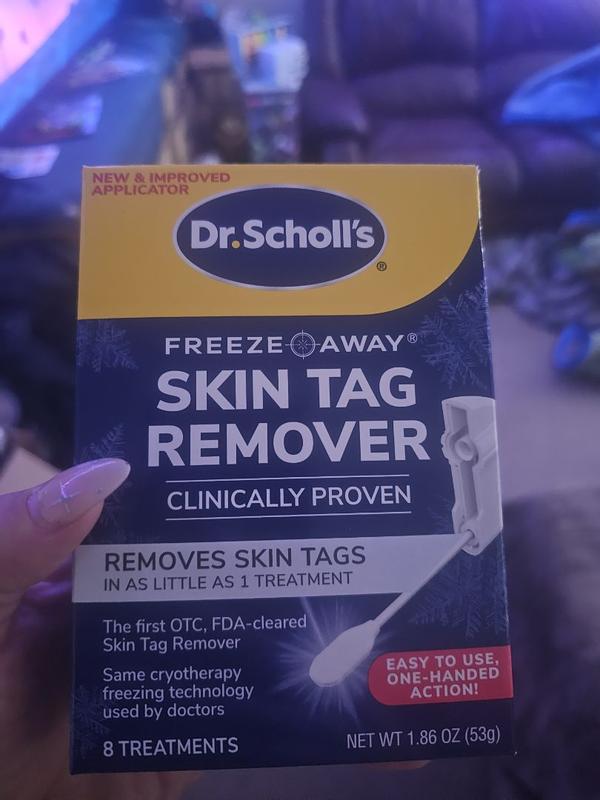 NEW & IMPROVED
APPLICATOR
Dr.Scholl's®
FREEZE AWAY®
SKIN TAG
REMOVER
CLINICALLY PROVEN
REMOVES SKIN TAGS
IN AS LITTLE AS 1 TREATMENT
The first OTC, FDA-cleared
Skin Tag Remover
Same cryotherapy
freezing technology
used by doctors
EASY TO USE,
ONE-HANDED
ACTION!
8 TREATMENTS
NET WT 1.86 OZ (53g)